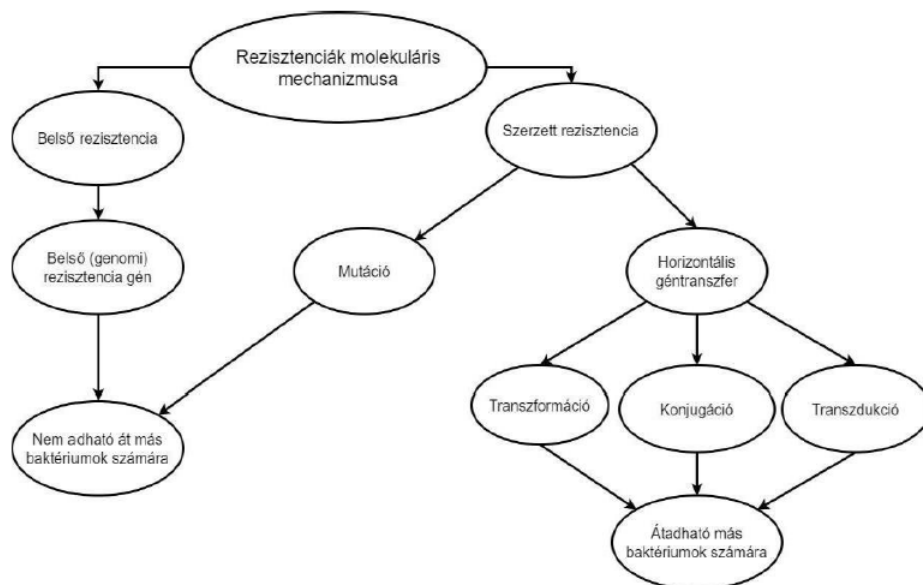 Rezisztenciák molekuláris
mechanizmusa
Belső rezisztencia
Szerzett rezisztencia
Belső (genomi)
rezisztencia gén
Mutáció
Horizontális
géntranszfer
Transzformáció
Konjugáció
Transzdukció
Nem adható át más
baktériumok számára
Átadható más
baktériumok számára